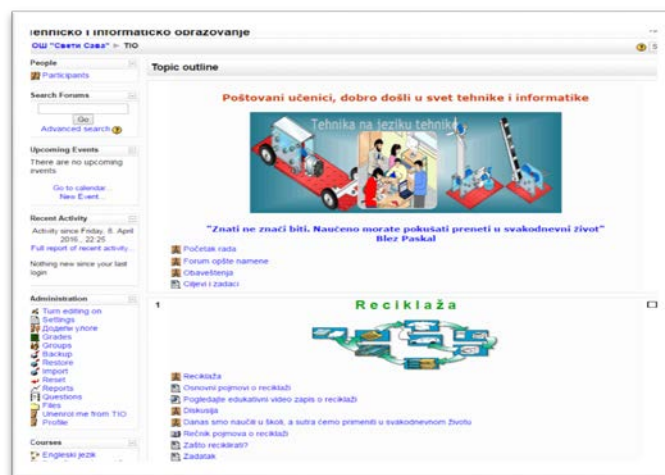 Tehničko i informatičko obrazovanje
ОШ "Свети Сава" ► TIO
People
Participants
Search Forums
Go
Advanced search
Upcoming Events
There are no upcoming
events
Go to calendar...
New Event...
Recent Activity
Activity since Friday, 8. April
2016., 22:25
Full report of recent activity...
Nothing new since your last
login
Administration
Turn editing on
Settings
Додели улоге
Grades
Groups
Backup
Restore
Import
Reset
Reports
Questions
Files
Unenrol me from TIO
Profile
Courses
Engleski jezik
Topic outline
Poštovani učenici, dobro došli u svet tehnike i informatike
Tehnika na jeziku tehnike
"Znati ne znači biti. Naučeno morate pokušati preneti u svakodnevni život"
Blez Paskal
Početak rada
Forum opšte namene
Obaveštenja
Ciljevi i zadaci
1
Reciklaža
Reciklaža
Osnovni pojmovi o reciklaži
Pogledajte edukativni video zapis o reciklaži
Diskusija
Danas smo naučili u školi, a sutra ćemo primeniti u svakodnevnom životu
Rečnik pojmova o reciklaži
Zašto reciklirati?
Zadatak